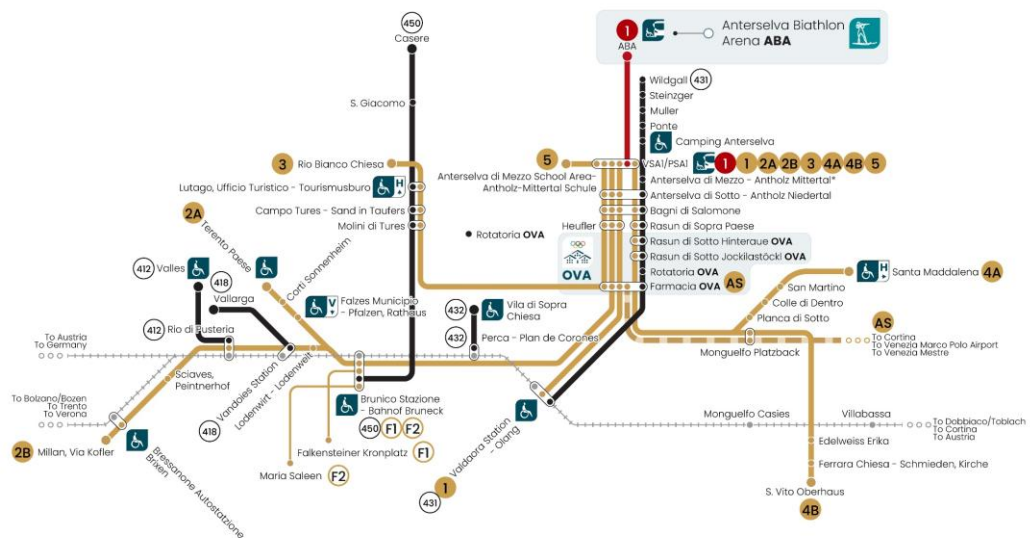 450
Casere
S. Giacomo
1
ABA
Anterselva Biathlon
Arena ABA
Wildgall 431
Steinzger
Muller
Ponte
Camping Anterselva
3 Rio Bianco Chiesa
5
VSA1/PSA1 1 1 2A 2B 3 4A 4B 5
Anterselva di Mezzo School Area-
Antholz-Mittertal Schule
Anterselva di Mezzo - Antholz Mittertal*
Lutago, Ufficio Turistico - Tourismusburo H
Anterselva di Sotto - Antholz Niedertal
Campo Tures - Sand in Taufers
Bagni di Salomone
Molini di Tures
Heufler
Rasun di Sopra Paese
2A
Terento Paese
Corti Sonnenheim
Rotatoria OVA
OVA
Rasun di Sotto Hinteraue OVA
Rasun di Sotto Jockilastöckl OVA
Rotatoria OVA
Farmacia OVA AS
412 Valles
418
Vallarga
H Santa Maddalena 4A
San Martino
Colle di Dentro
Planca di Sotto
V Falzes Municipio
- Pfalzen, Rathaus
432 Vila di Sopra
Chiesa
412 Rio di Pusteria
432 Perca - Plan de Corones
AS
To Cortina
To Venezia Marco Polo Airport
To Venezia Mestre
Monguelfo Platzback
To Austria
To Germany
Sciaves,
Peintnerhof
Vandoies Station
418
Lodenwirt - Lodenwelt
Brunico Stazione
- Bahnof Bruneck
450 F1 F2
To Bolzano/Bozen
To Trento
To Verona
Monguelfo Casies
Villabassa
To Dobbiaco/Toblach
To Cortina
To Austria
2B Millan, Via Kofler
Bressanone Autostatzione
Brixen
Falkensteiner Kronplatz F1
Maria Saleen F2
Valdaora Station
- Olang
1
431
Edelweiss Erika
Ferrara Chiesa - Schmieden, Kirche
S. Vito Oberhaus
4B